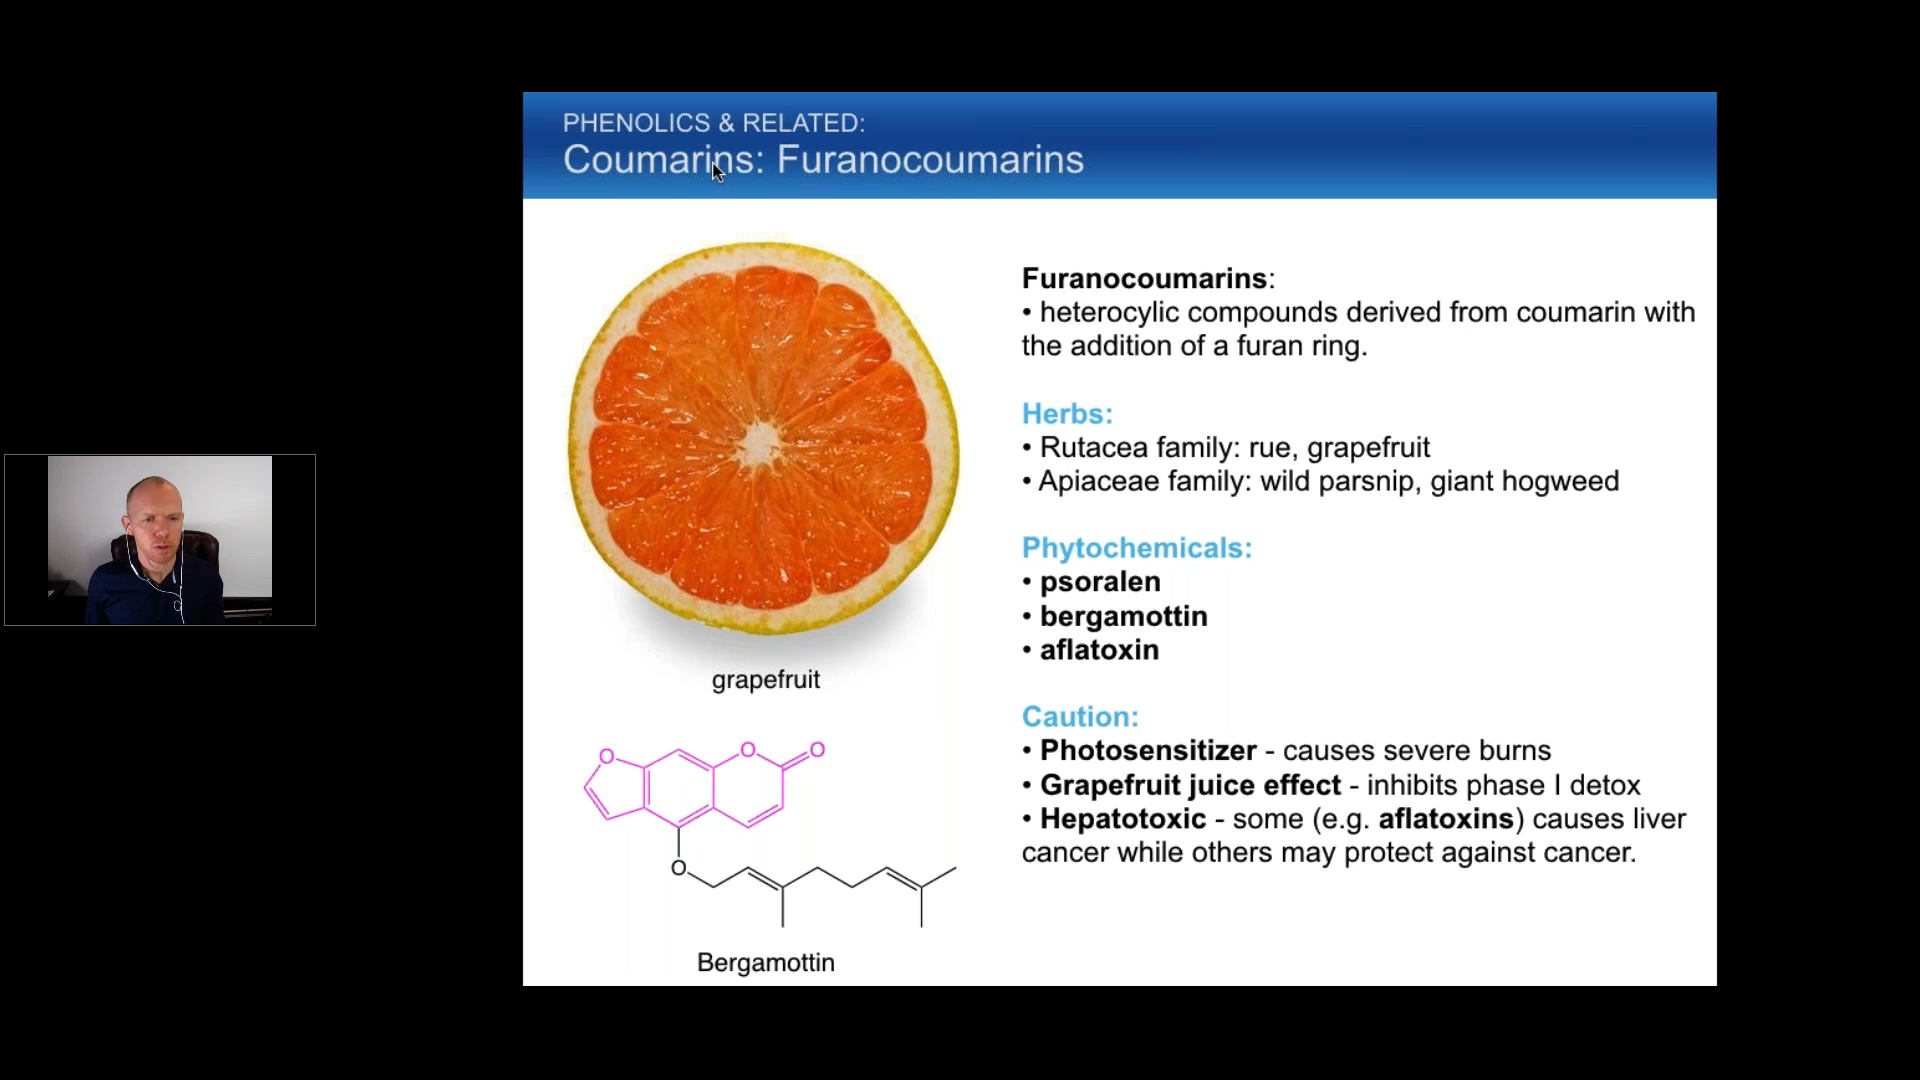 PHENOLICS & RELATED:
Coumarins: Furanocoumarins
Furanocoumarins:
• heterocylic compounds derived from coumarin with
the addition of a furan ring.
Herbs:
• Rutacea family: rue, grapefruit
• Apiaceae family: wild parsnip, giant hogweed
Phytochemicals:
• psoralen
• bergamottin
• aflatoxin
Caution:
• Photosensitizer - causes severe burns
• Grapefruit juice effect - inhibits phase I detox
• Hepatotoxic - some (e.g. aflatoxins) causes liver
cancer while others may protect against cancer.
grapefruit
O
O
O
O
Bergamottin